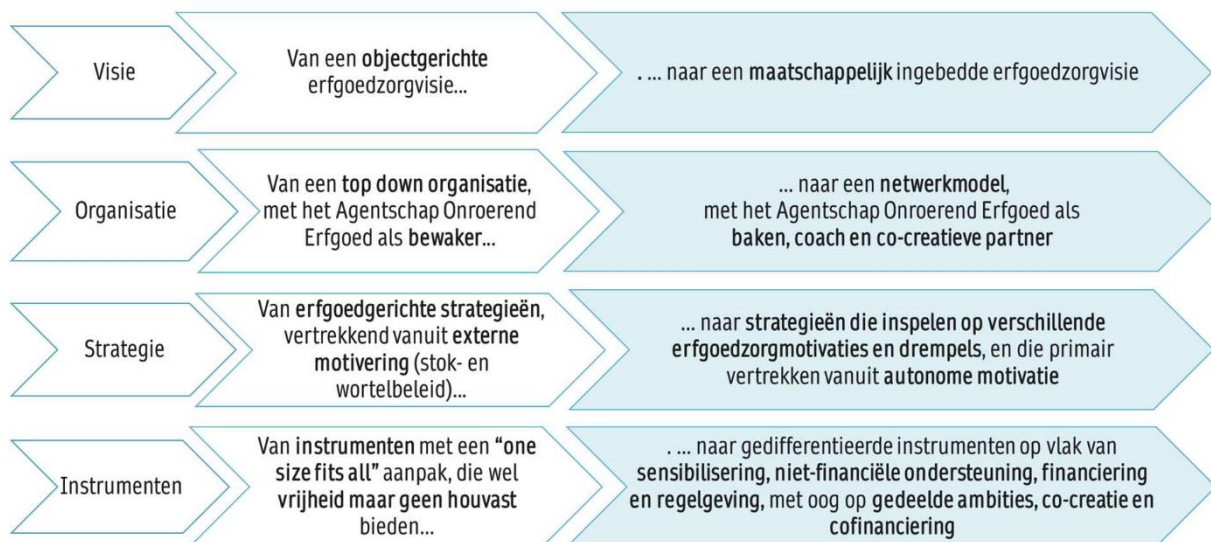 Visie
Van een objectgerichte
erfgoedzorgvisie...
. ... naar een maatschappelijk ingebedde erfgoedzorgvisie
Organisatie
Van een top down organisatie,
met het Agentschap Onroerend
Erfgoed als bewaker...
... naar een netwerkmodel,
met het Agentschap Onroerend Erfgoed als
baken, coach en co-creatieve partner
Strategie
Van erfgoedgerichte strategieën,
vertrekkend vanuit externe
motivering (stok- en
wortelbeleid)...
... naar strategieën die inspelen op verschillende
erfgoedzorgmotivaties en drempels, en die primair
vertrekken vanuit autonome motivatie
Instrumenten
Van instrumenten met een “one
size fits all” aanpak, die wel
vrijheid maar geen houvast
bieden...
. ... naar gedifferentieerde instrumenten op vlak van
sensibilisering, niet-financiële ondersteuning, financiering
en regelgeving, met oog op gedeelde ambities, co-creatie en
cofinanciering